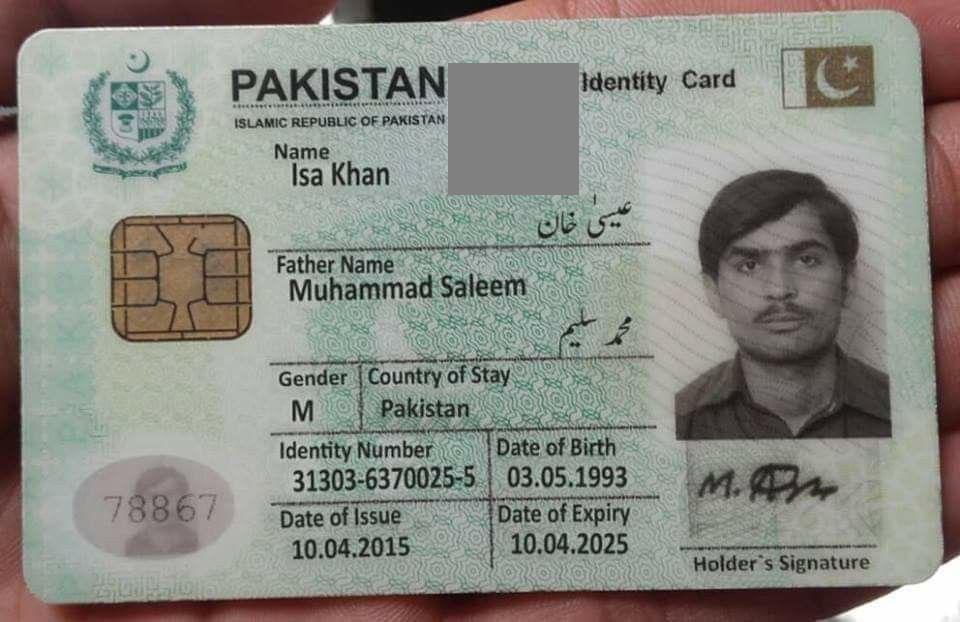 PAKISTAN Identity Card
ISLAMIC REPUBLIC OF PAKISTAN
Name
Isa Khan
عیسیٰ خان
Father Name
Muhammad Saleem
محمد سلیم
Gender Country of Stay
M Pakistan
Identity Number Date of Birth
31303-6370025-5 03.05.1993
Date of Issue Date of Expiry
10.04.2015 10.04.2025
78867
Holder`s Signature